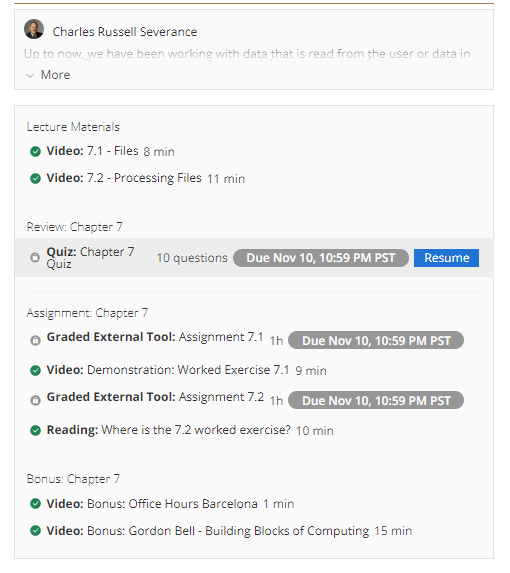 Charles Russell Severance
Up to now, we have been working with data that is read from the user or data in
More
Lecture Materials
Video: 7.1 - Files 8 min
Video: 7.2 - Processing Files 11 min
Review: Chapter 7
Quiz: Chapter 7
Quiz
10 questions
Due Nov 10, 10:59 PM PST
Resume
Assignment: Chapter 7
Graded External Tool: Assignment 7.1 1h Due Nov 10, 10:59 PM PST
Video: Demonstration: Worked Exercise 7.1 9 min
Graded External Tool: Assignment 7.2 1h Due Nov 10, 10:59 PM PST
Reading: Where is the 7.2 worked exercise? 10 min
Bonus: Chapter 7
Video: Bonus: Office Hours Barcelona 1 min
Video: Bonus: Gordon Bell - Building Blocks of Computing 15 min